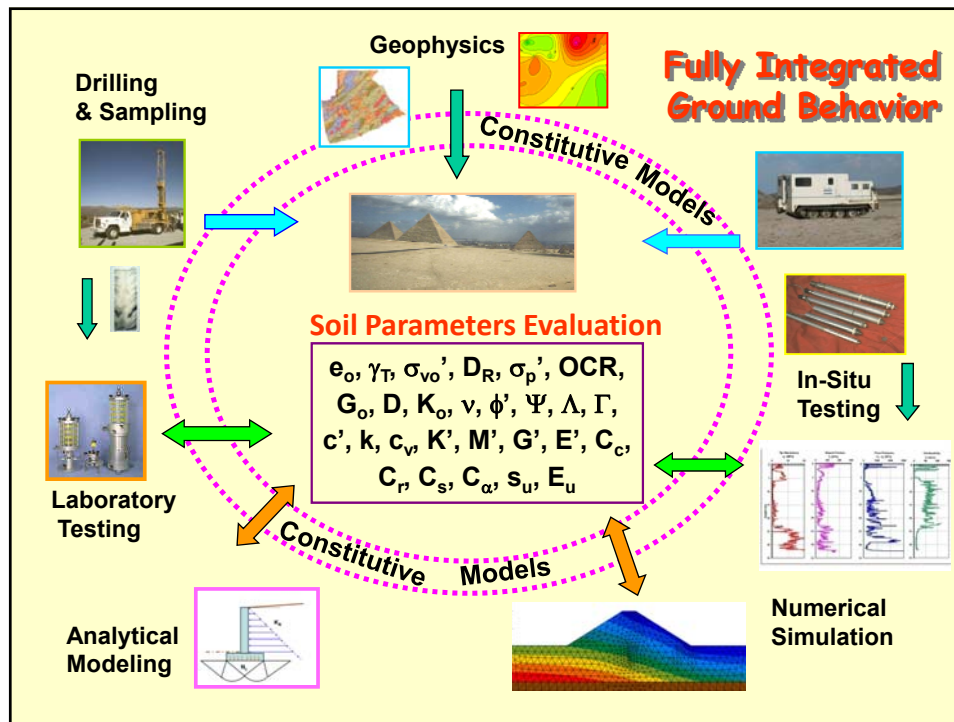 Geophysics
Fully Integrated
Ground Behavior
Drilling
& Sampling
Constitutive Models
Soil Parameters Evaluation
eo, γT, σvo', DR, σp', OCR,
Go, D, Ko, ν, ϕ', Ψ, Λ, Γ,
c', k, cv, K', M', G', E', Cc,
Cr, Cs, Cα, su, Eu
In-Situ
Testing
Laboratory
Testing
Constitutive Models
Analytical
Modeling
Numerical
Simulation